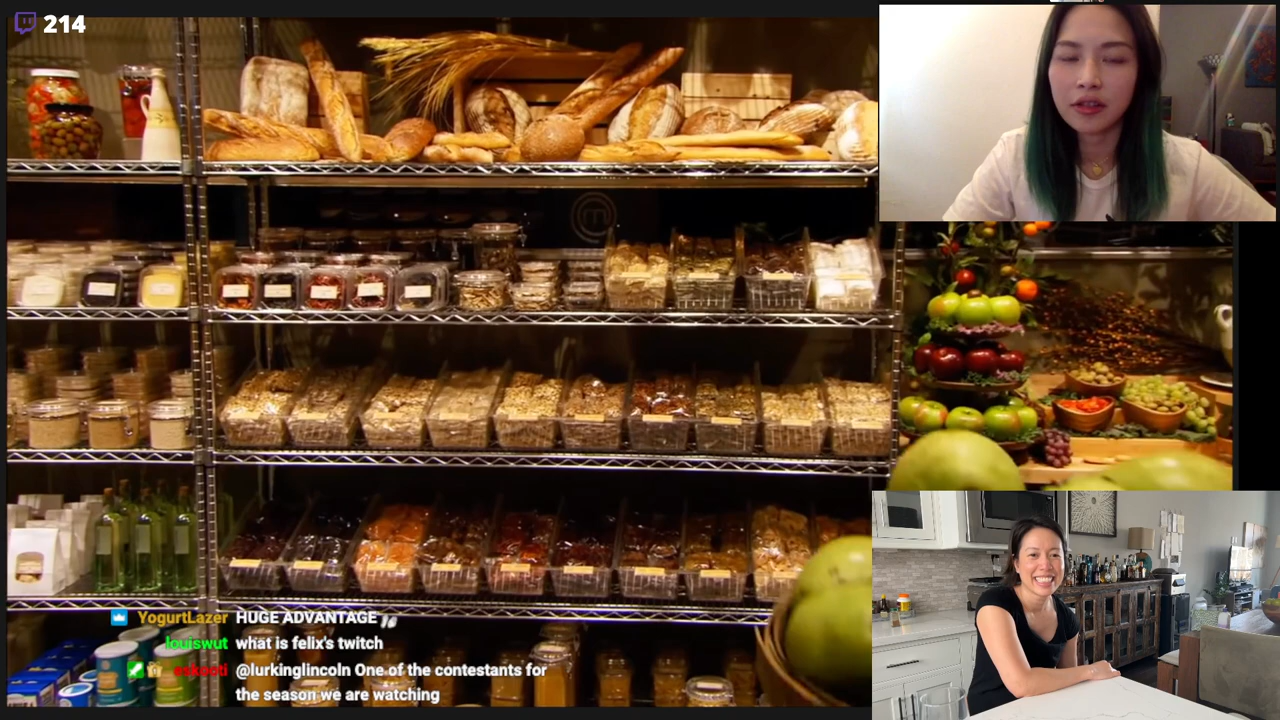 214
YogurtLazer HUGE ADVANTAGE
louiswut what is felix's twitch
askooti @lurkinglincoln One of the contestants for
the season we are watching